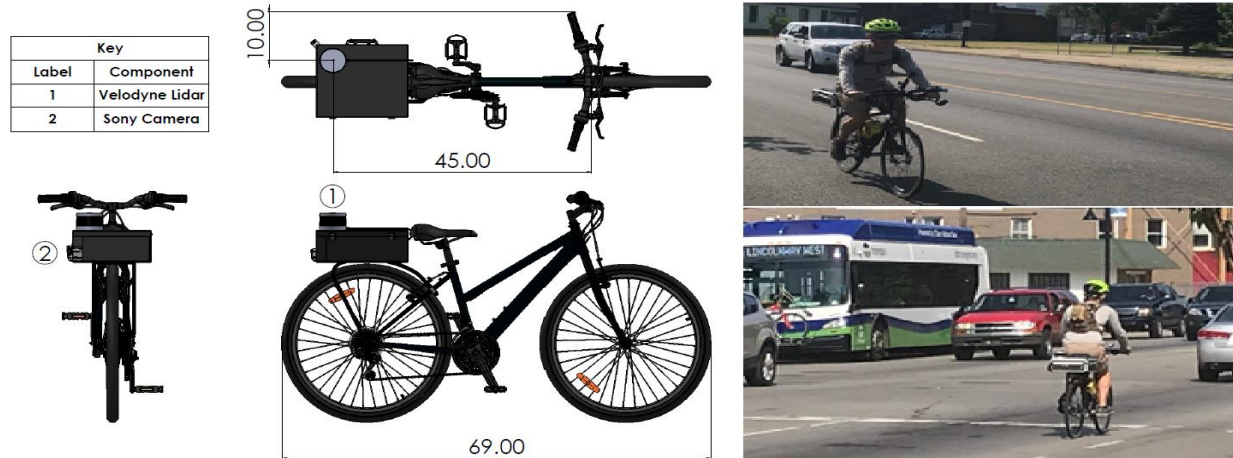 Key
Label Component
1 Velodyne Lidar
2 Sony Camera
10.00
45.00
1
2
69.00
LINCOLNWAY WEST